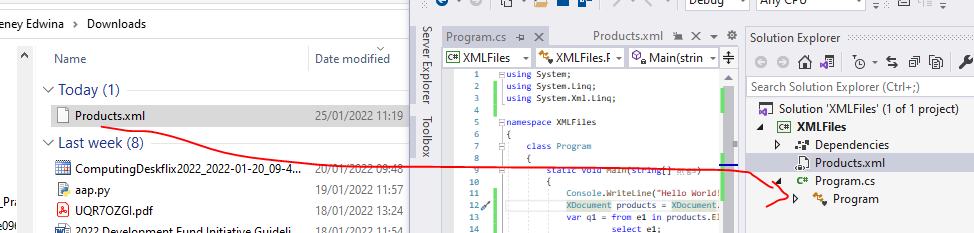 eney Edwina > Downloads
Name
Date modified
Today (1)
Products.xml
25/01/2022 11:19
Last week (8)
ComputingDeskflix2022_2022-01-20_09-4...
20/01/2022 09:48
aap.py
19/01/2022 11:57
UQR7OZGI.pdf
18/01/2022 13:24
2022 Development Fund Initiative Guideli...
18/01/2022 11:54
_Pra
e096
Server Explorer
Toolbox
Debug
Any CPU
Program.cs
Products.xml
XMLFiles
XMLFiles.F
Main(strin
1 using System;
2 using System.Linq;
3 using System.Xml.Linq;
4
5 namespace XMLFiles
6 {
7 class Program
8 {
9 static void Main(string[] args)
10 {
11 Console.WriteLine("Hello World!
12 XDocument products = XDocument.
13 var q1 = from e1 in products.El
14 select e1;
Solution Explorer
Search Solution Explorer (Ctrl+;)
Solution 'XMLFiles' (1 of 1 project)
XMLFiles
Dependencies
Products.xml
C# Program.cs
Program